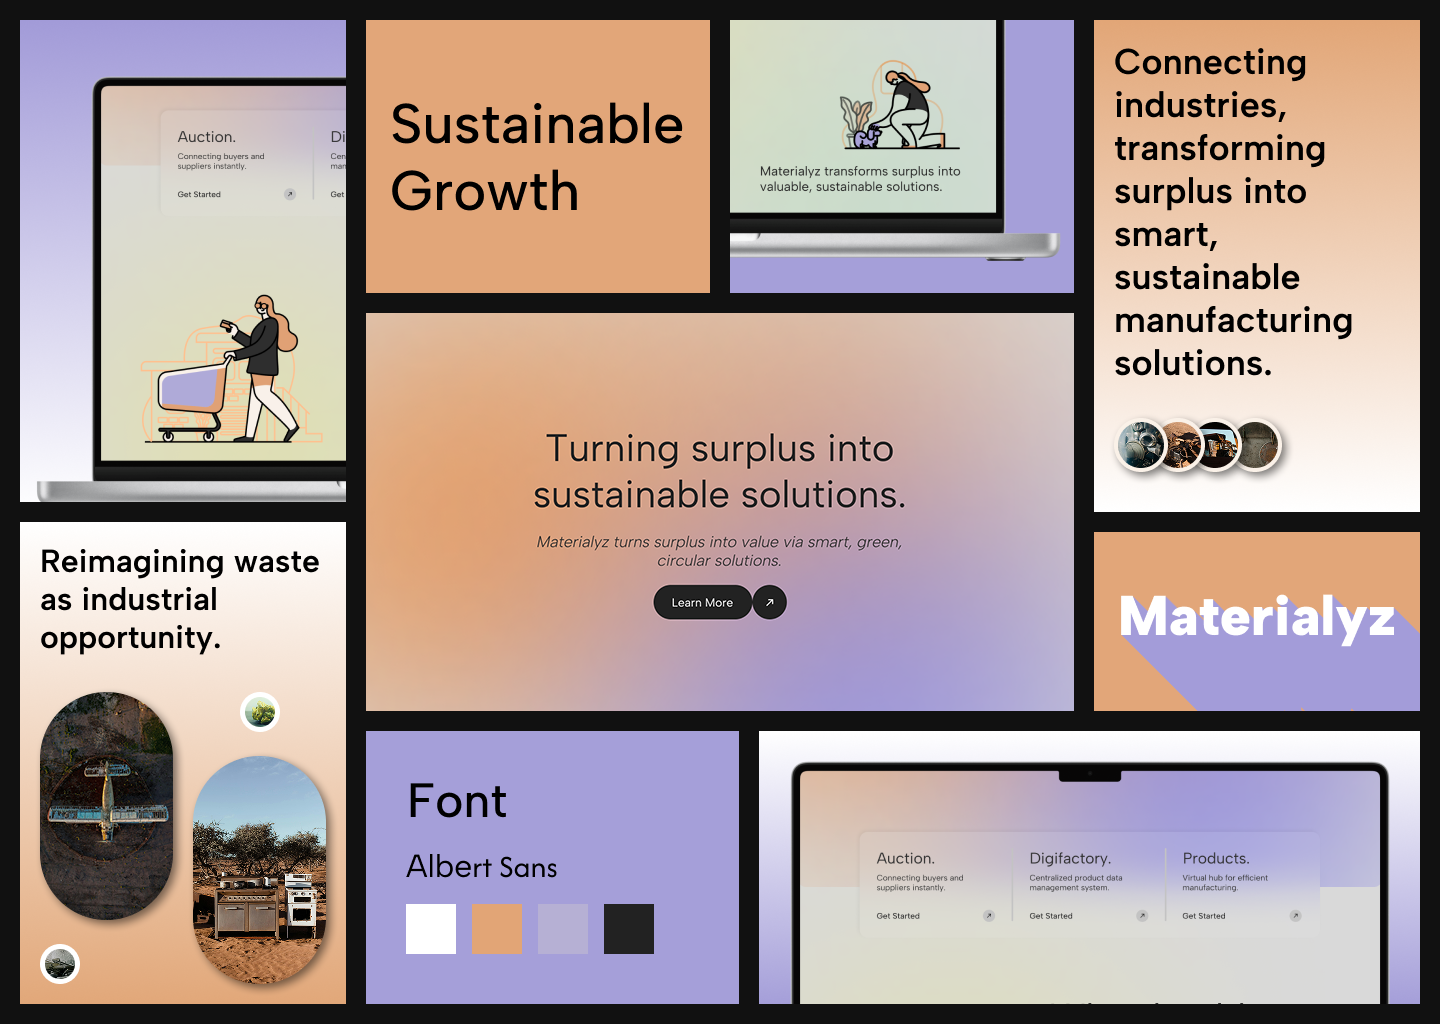 Auction.
Connecting buyers and
suppliers instantly.
Get Started
Di
Cen
man
Get
Sustainable
Growth
Materialyz transforms surplus into
valuable, sustainable solutions.
Connecting
industries,
transforming
surplus into
smart,
sustainable
manufacturing
solutions.
Turning surplus into
sustainable solutions.
Materialyz turns surplus into value via smart, green,
circular solutions.
Learn More
Reimagining waste
as industrial
opportunity.
Materialyz
Font
Albert Sans
Auction.
Connecting buyers and
suppliers instantly.
Get Started
Digifactory.
Centralized product data
management system.
Get Started
Products.
Virtual hub for efficient
manufacturing.
Get Started